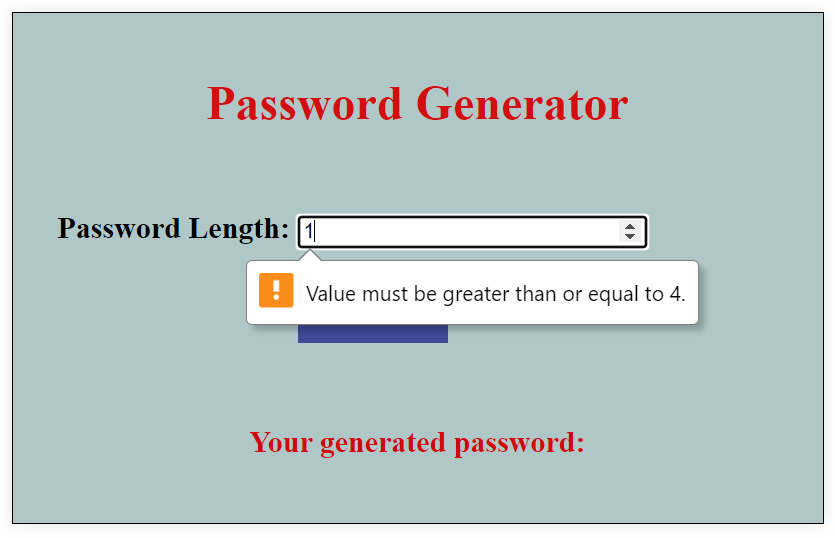 Password Generator
Password Length: 1
Value must be greater than or equal to 4.
Your generated password: